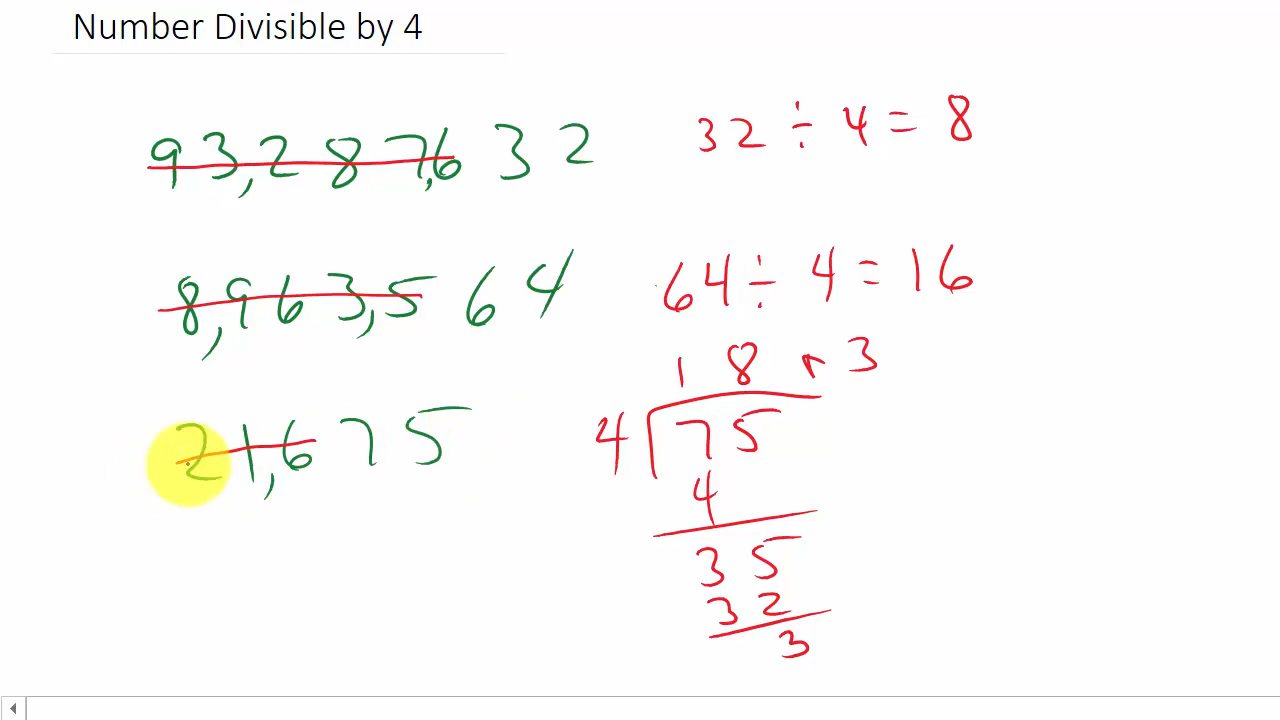 Number Divisible by 4
93,287,632
32 ÷ 4 = 8
8,963,564
64 ÷ 4 = 16
21,675
18 r 3
4 75
4
35
32
3